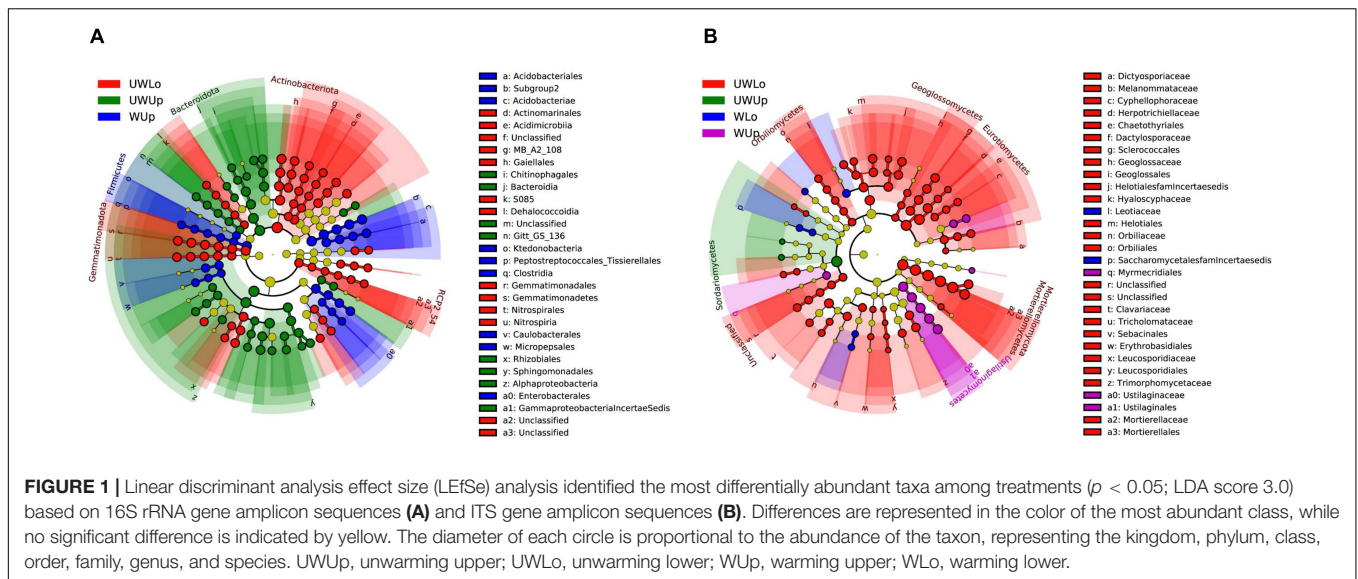 A
UWLo
UWUp
WUp
Actinobacteriota
Bacteroidota
Firmicutes
Gemmatimonadota
RCP2_54
a: Acidobacteriales
b: Subgroup2
c: Acidobacteriae
d: Actinomarinales
e: Acidimicrobiia
f: Unclassified
g: MB_A2_108
h: Gaiellales
i: Chitinophagales
j: Bacteroidia
k: S085
l: Dehalococcoidia
m: Unclassified
n: Gitt_GS_136
o: Ktedonobacteria
p: Peptostreptococcales_Tissierellales
q: Clostridia
r: Gemmatimonadales
s: Gemmatimonadetes
t: Nitrospirales
u: Nitrospiria
v: Caulobacterales
w: Micropepsales
x: Rhizobiales
y: Sphingomonadales
z: Alphaproteobacteria
a0: Enterobacterales
a1: GammaproteobacteriaIncertaeSedis
a2: Unclassified
a3: Unclassified
B
UWLo
UWUp
WLo
WUp
Orbiliomycetes
Geoglossomycetes
Eurotiomycetes
Sordariomycetes
Unclassified
Ustilaginomycetes
Mortierellomycetes
Mortierellomycota
a: Dictyosporiaceae
b: Melanommataceae
c: Cyphellophoraceae
d: Herpotrichiellaceae
e: Chaetothyriales
f: Dactylosporaceae
g: Sclerococcales
h: Geoglossaceae
i: Geoglossales
j: HelotialesfamIncertaesedis
k: Hyaloscyphaceae
l: Leotiaceae
m: Helotiales
n: Orbiliaceae
o: Orbiliales
p: SaccharomycetalesfamIncertaesedis
q: Myrmecridiales
r: Unclassified
s: Unclassified
t: Clavariaceae
u: Tricholomataceae
v: Sebacinales
w: Erythrobasidiales
x: Leucosporidiaceae
y: Leucosporidiales
z: Trimorphomycetaceae
a0: Ustilaginaceae
a1: Ustilaginales
a2: Mortierellaceae
a3: Mortierellales
FIGURE 1 | Linear discriminant analysis effect size (LEfSe) analysis identified the most differentially abundant taxa among treatments (p < 0.05; LDA score 3.0)
based on 16S rRNA gene amplicon sequences (A) and ITS gene amplicon sequences (B). Differences are represented in the color of the most abundant class, while
no significant difference is indicated by yellow. The diameter of each circle is proportional to the abundance of the taxon, representing the kingdom, phylum, class,
order, family, genus, and species. UWUp, unwarming upper; UWLo, unwarming lower; WUp, warming upper; WLo, warming lower.